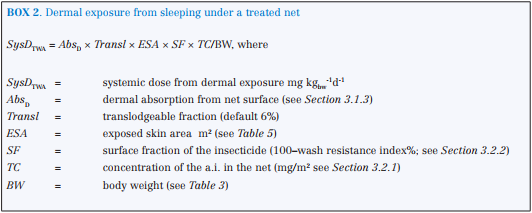 BOX 2. Dermal exposure from sleeping under a treated net
SysD_TWA = Abs_D × Transl × ESA × SF × TC/BW, where
SysD_TWA = systemic dose from dermal exposure mg kg_bw⁻¹d⁻¹
Abs_D = dermal absorption from net surface (see Section 3.1.3)
Transl = translodgeable fraction (default 6%)
ESA = exposed skin area m² (see Table 5)
SF = surface fraction of the insecticide (100–wash resistance index%; see Section 3.2.2)
TC = concentration of the a.i. in the net (mg/m² see Section 3.2.1)
BW = body weight (see Table 3)